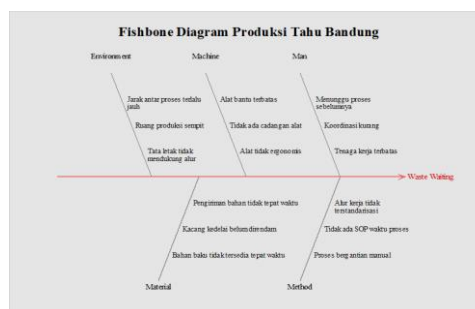 Fishbone Diagram Produksi Tahu Bandung
Environment
Machine
Man
Jarak antar proses terlalu
jauh
Ruang produksi sempit
Tata letak tidak
mendukung alur
Alat bantu terbatas
Tidak ada cadangan alat
Alat tidak ergonomis
Menunggu proses
sebelumnya
Koordinasi kurang
Tenaga kerja terbatas
Waste Waiting
Pengiriman bahan tidak tepat waktu
Kacang kedelai belum direndam
Bahan baku tidak tersedia tepat waktu
Alur kerja tidak
terstandarisasi
Tidak ada SOP waktu proses
Proses bergantian manual
Material
Method